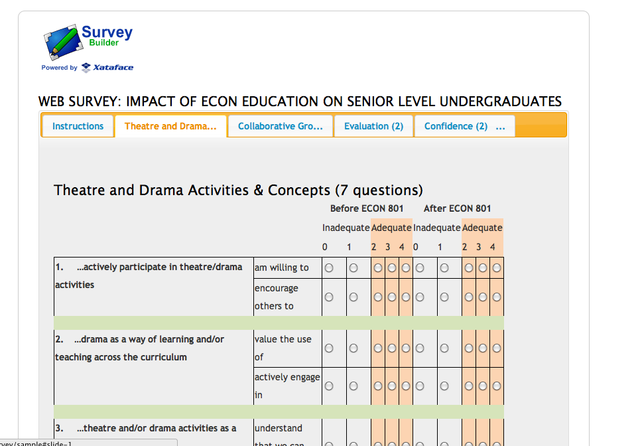 Survey
Builder
Powered by Xataface
WEB SURVEY: IMPACT OF ECON EDUCATION ON SENIOR LEVEL UNDERGRADUATES
Instructions Theatre and Drama... Collaborative Gro... Evaluation (2) Confidence (2) ...
Theatre and Drama Activities & Concepts (7 questions)
Before ECON 801 After ECON 801
Inadequate Adequate Inadequate Adequate
0 1 2 3 4 0 1 2 3 4
1. ...actively participate in theatre/drama am willing to
activities encourage
others to
2. ...drama as a way of learning and/or value the use
teaching across the curriculum of
actively engage
in
3. ...theatre and/or drama activities as a understand
that we can
vey/sample#slide-1